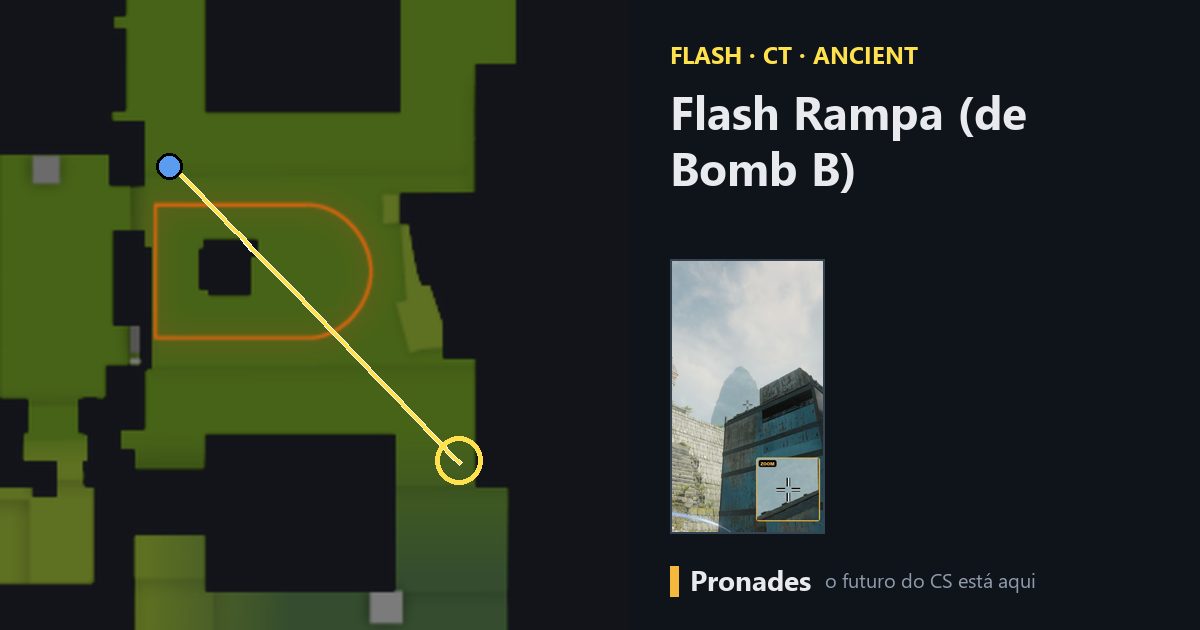 FLASH · CT · ANCIENT
Flash Rampa (de
Bomb B)
ZOOM
Pronades o futuro do CS está aqui